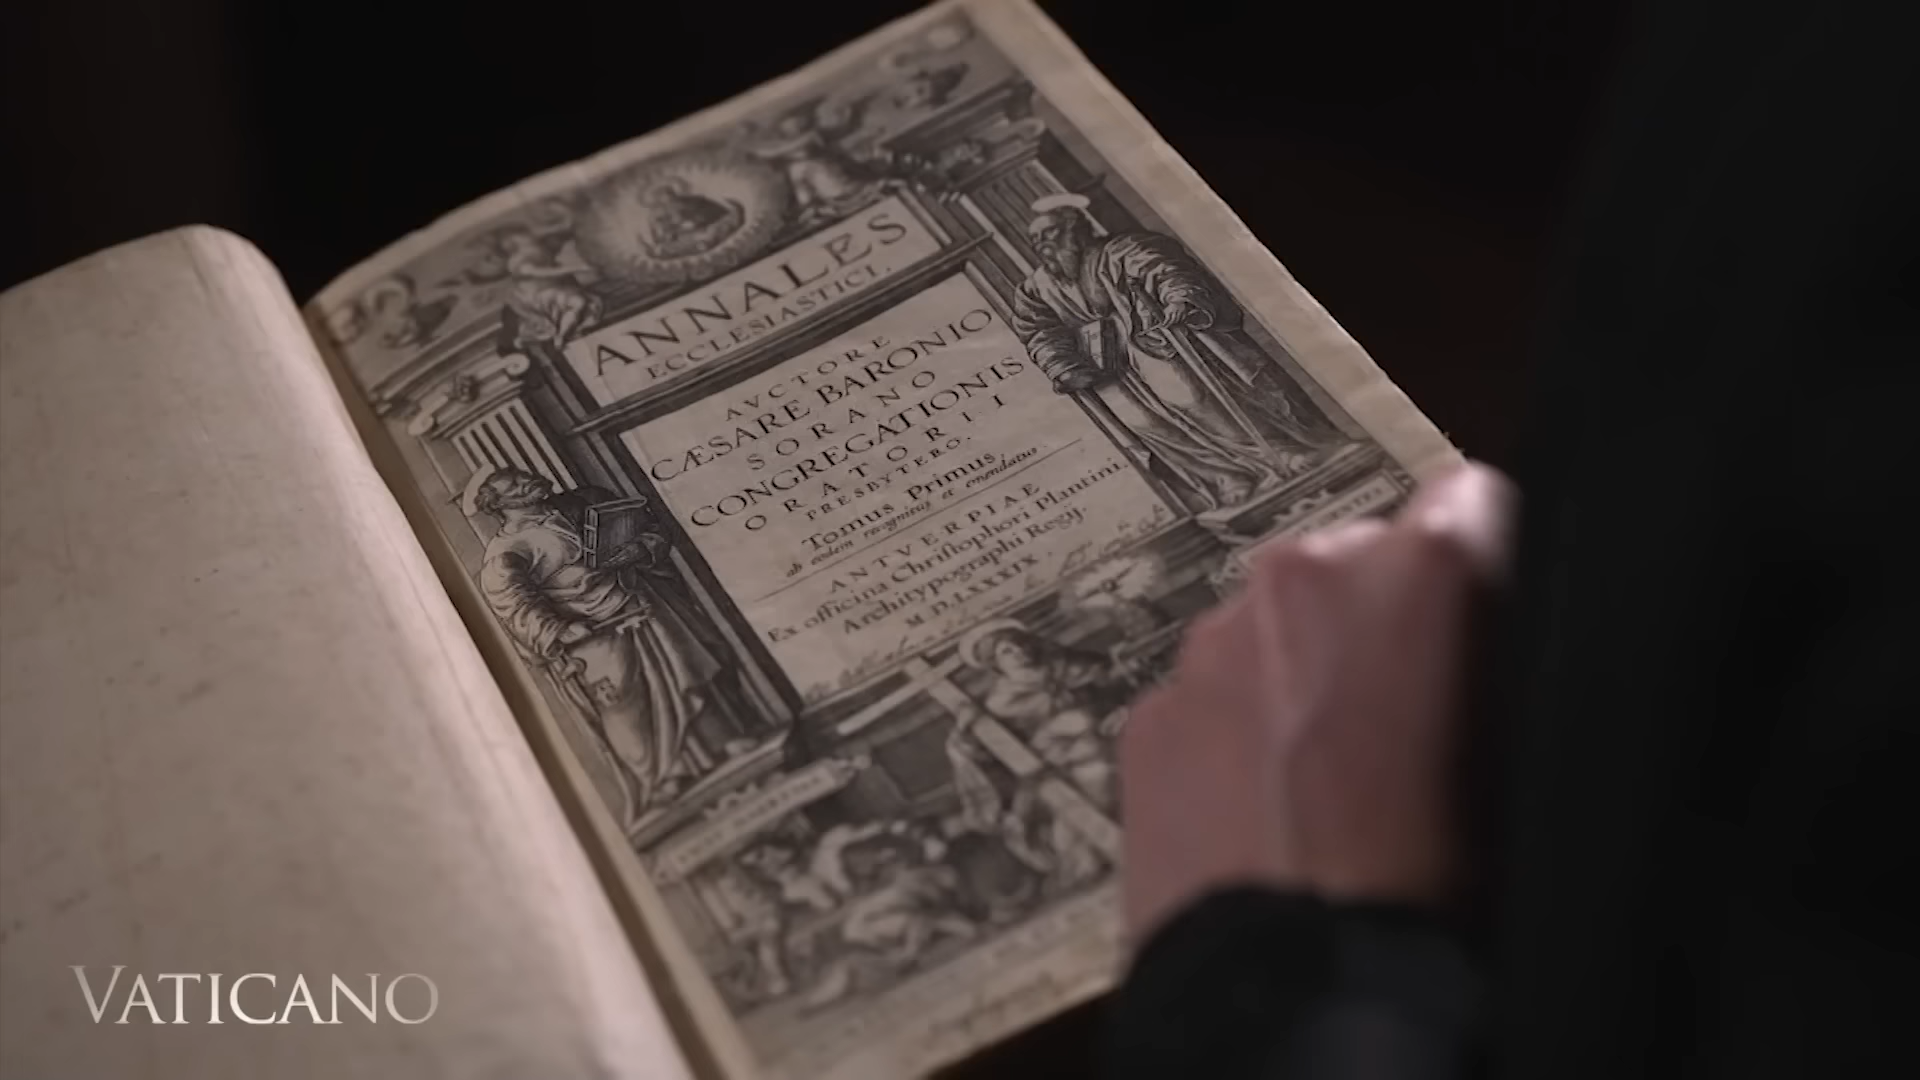 ANNALES
ECCLESIASTICI.
AVCTORE
CÆSARE BARONIO
SORANO
CONGREGATIONIS
ORATORII
PRESBYTERO.
Tomus Primus,
ab eodem recognitus et emendatus.
ANTVERPIAE
Ex officina Christophori Plantini,
Architypographi Regij.
M.D.LXXXIX.
VATICANO